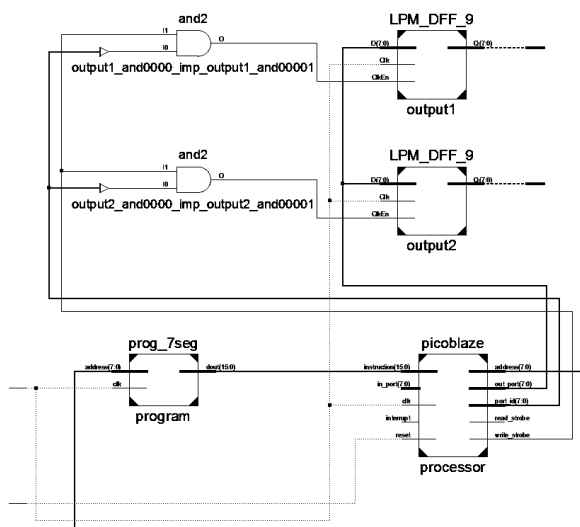 and2
LPM_DFF_9
I1
I0
O
D(7:0)
Q(7:0)
Clk
ClkEn
output1_and0000_imp_output1_and00001
output1
and2
LPM_DFF_9
I1
I0
O
D(7:0)
Q(7:0)
Clk
ClkEn
output2_and0000_imp_output2_and00001
output2
prog_7seg
picoblaze
address(7:0)
dout(15:0)
clk
program
instruction(15:0)
address(7:0)
in_port(7:0)
out_port(7:0)
clk
port_id(7:0)
interrupt
read_strobe
reset
write_strobe
processor